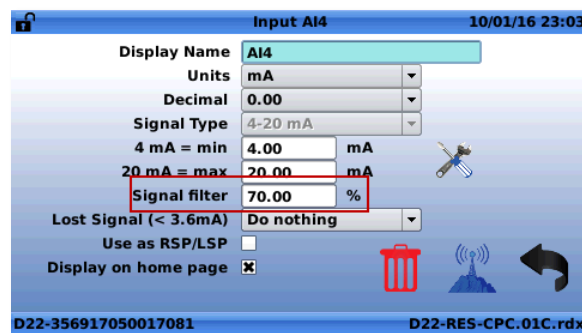 Input AI4 10/01/16 23:03
Display Name AI4
Units mA
Decimal 0.00
Signal Type 4-20 mA
4 mA = min 4.00 mA
20 mA = max 20.00 mA
Signal filter 70.00 %
Lost Signal (< 3.6mA) Do nothing
Use as RSP/LSP
Display on home page
D22-356917050017081 D22-RES-CPC.01C.rdx